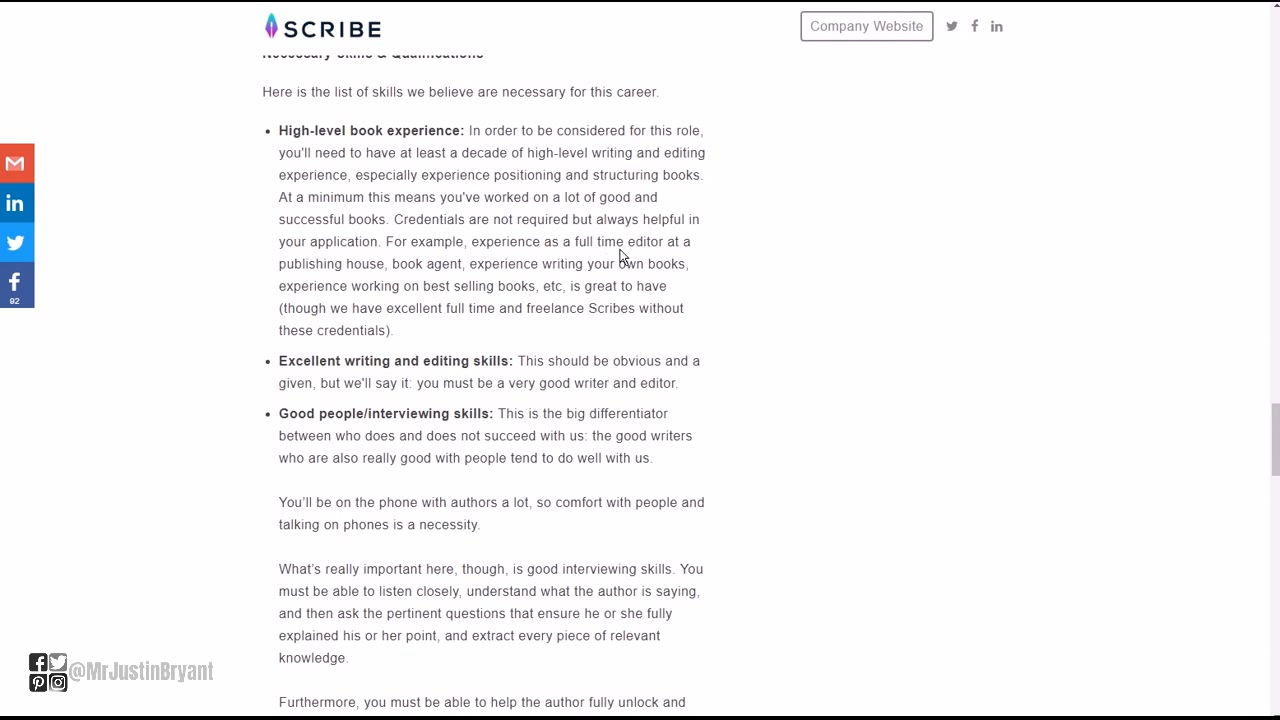 SCRIBE
Company Website
Necessary Skills & Qualifications
Here is the list of skills we believe are necessary for this career.
High-level book experience: In order to be considered for this role,
you'll need to have at least a decade of high-level writing and editing
experience, especially experience positioning and structuring books.
At a minimum this means you've worked on a lot of good and
successful books. Credentials are not required but always helpful in
your application. For example, experience as a full time editor at a
publishing house, book agent, experience writing your own books,
experience working on best selling books, etc, is great to have
(though we have excellent full time and freelance Scribes without
these credentials).
92
Excellent writing and editing skills: This should be obvious and a
given, but we'll say it: you must be a very good writer and editor.
Good people/interviewing skills: This is the big differentiator
between who does and does not succeed with us: the good writers
who are also really good with people tend to do well with us.
You’ll be on the phone with authors a lot, so comfort with people and
talking on phones is a necessity.
What’s really important here, though, is good interviewing skills. You
must be able to listen closely, understand what the author is saying,
and then ask the pertinent questions that ensure he or she fully
explained his or her point, and extract every piece of relevant
knowledge.
@MrJustinBryant
Furthermore, you must be able to help the author fully unlock and